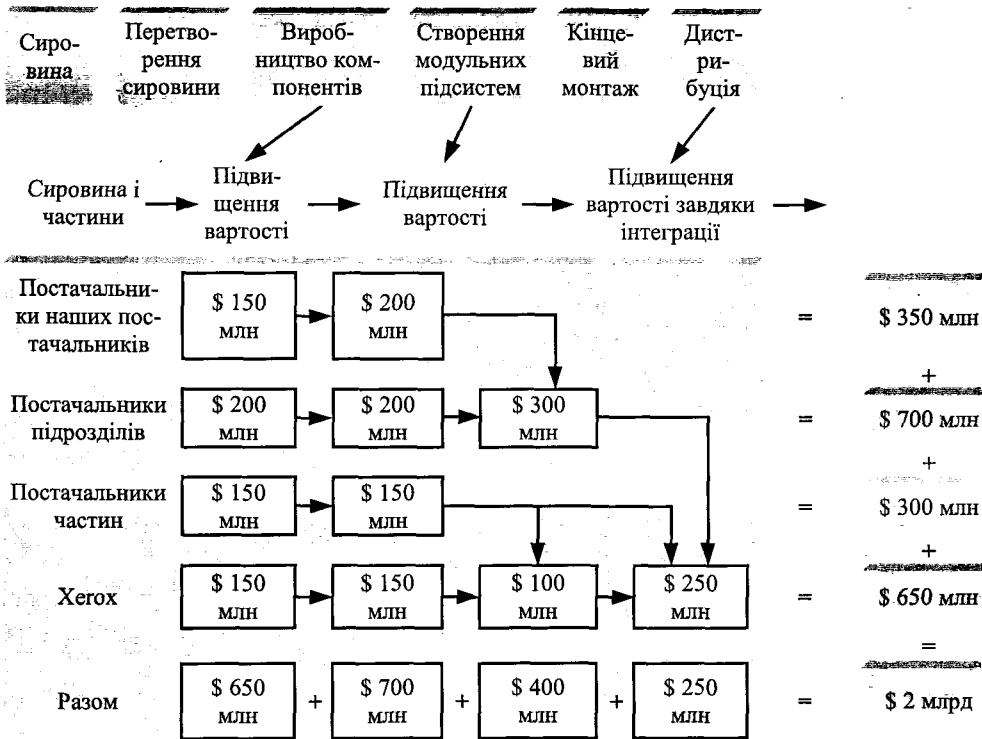 Сиро-
вина
Перетво-
рення
сировини
Вироб-
ництво ком-
понентів
Створення
модульних
підсистем
Кінце-
вий
монтаж
Дист-
ри-
буція
Сировина і
частини
Підви-
щення
вартості
Підвищення
вартості
Підвищення
вартості завдяки
інтеграції
Постачальни-
ки наших пос-
тачальників
$ 150
млн
$ 200
млн
=
$ 350 млн
+
Постачальники
підрозділів
$ 200
млн
$ 200
млн
$ 300
млн
=
$ 700 млн
+
Постачальники
частин
$ 150
млн
$ 150
млн
=
$ 300 млн
+
Xerox
$ 150
млн
$ 150
млн
$ 100
млн
$ 250
млн
=
$ 650 млн
=
Разом
$ 650
млн
+
$ 700
млн
+
$ 400
млн
+
$ 250
млн
=
$ 2 млрд